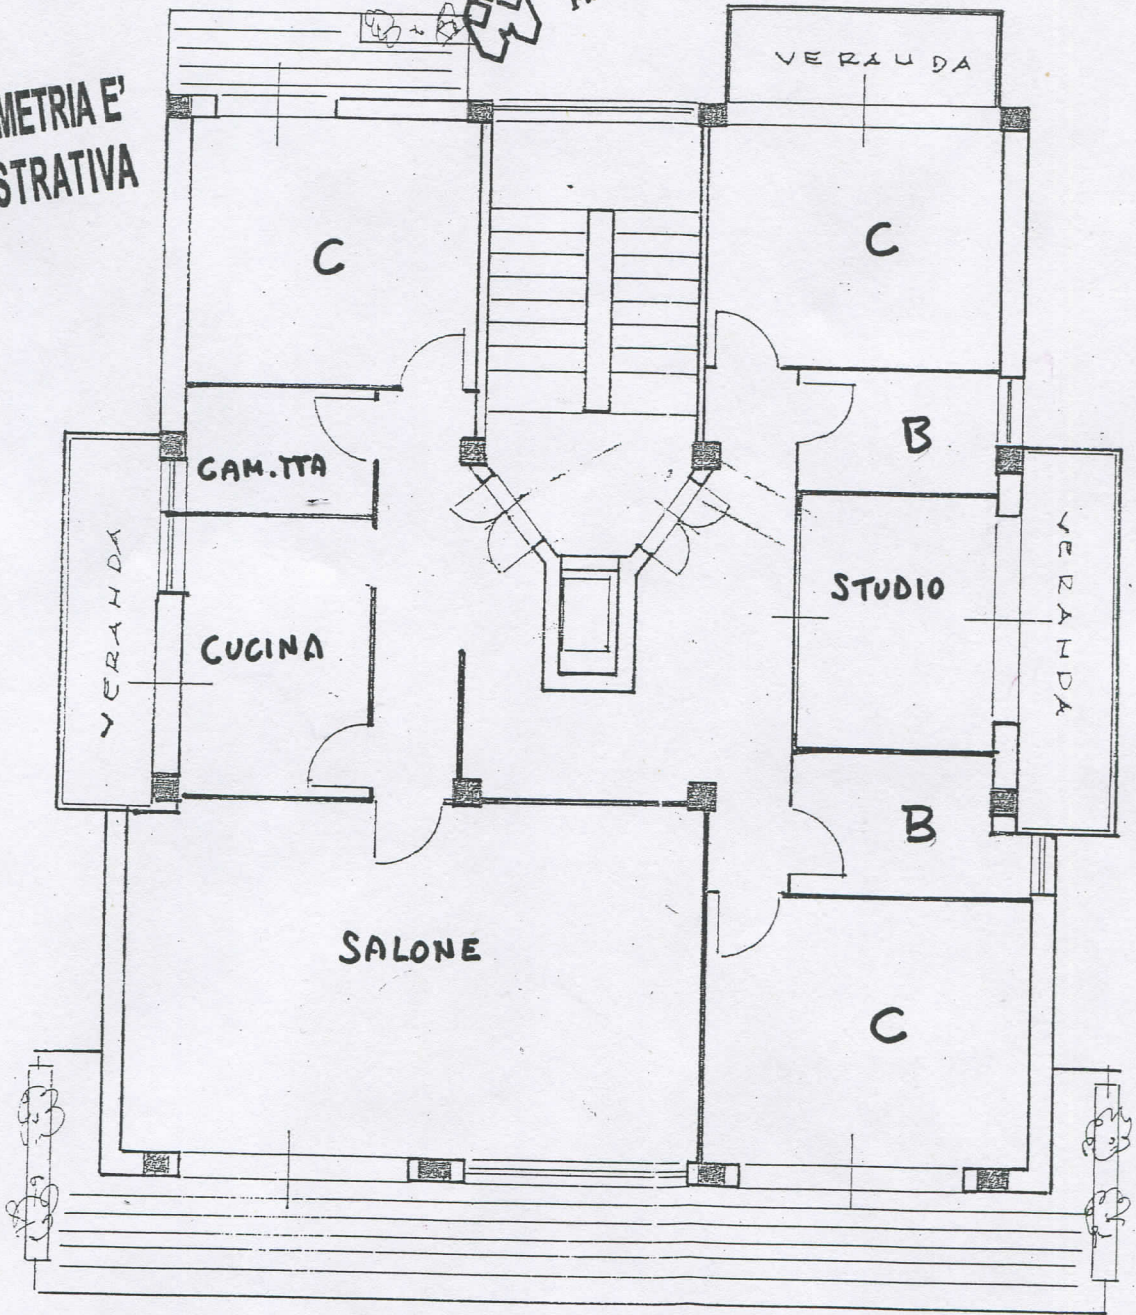 METRIA E'
STRATIVA
VERANDA
C
C
B
CAM.TTA
VERANDA
STUDIO
VERANDA
CUCINA
B
SALONE
C